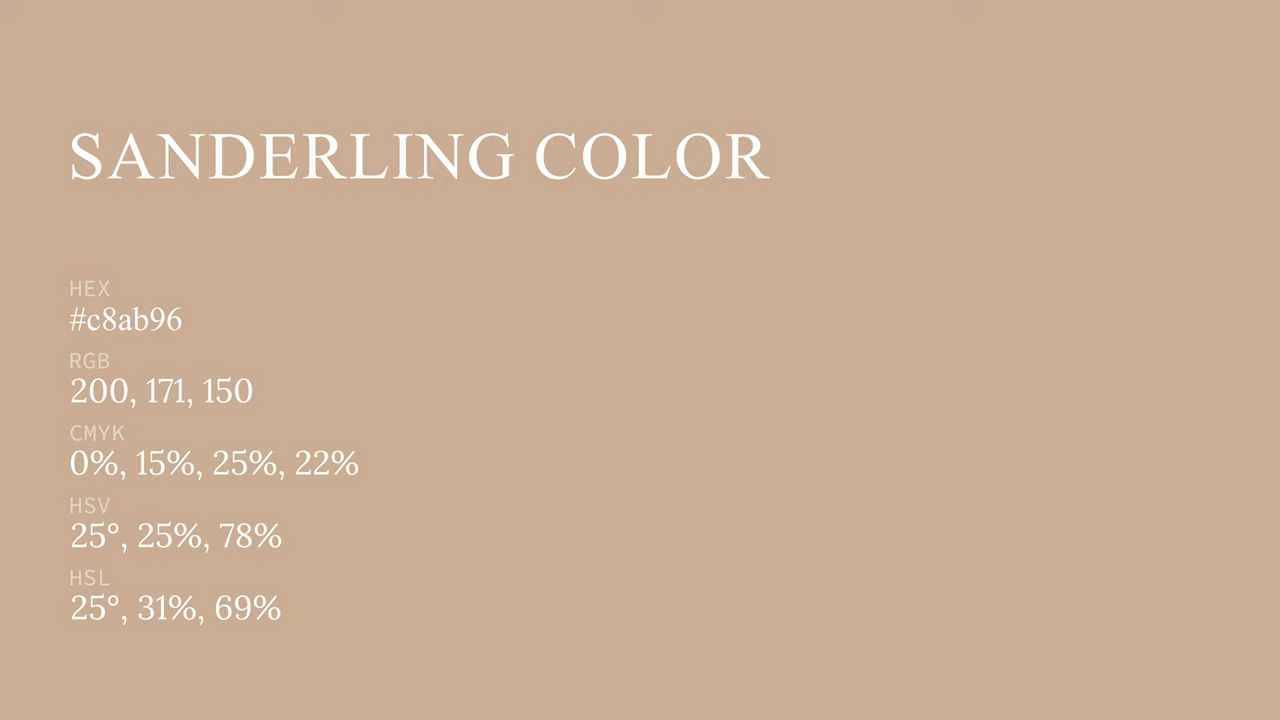 SANDERLING COLOR
HEX
#c8ab96
RGB
200, 171, 150
CMYK
0%, 15%, 25%, 22%
HSV
25°, 25%, 78%
HSL
25°, 31%, 69%